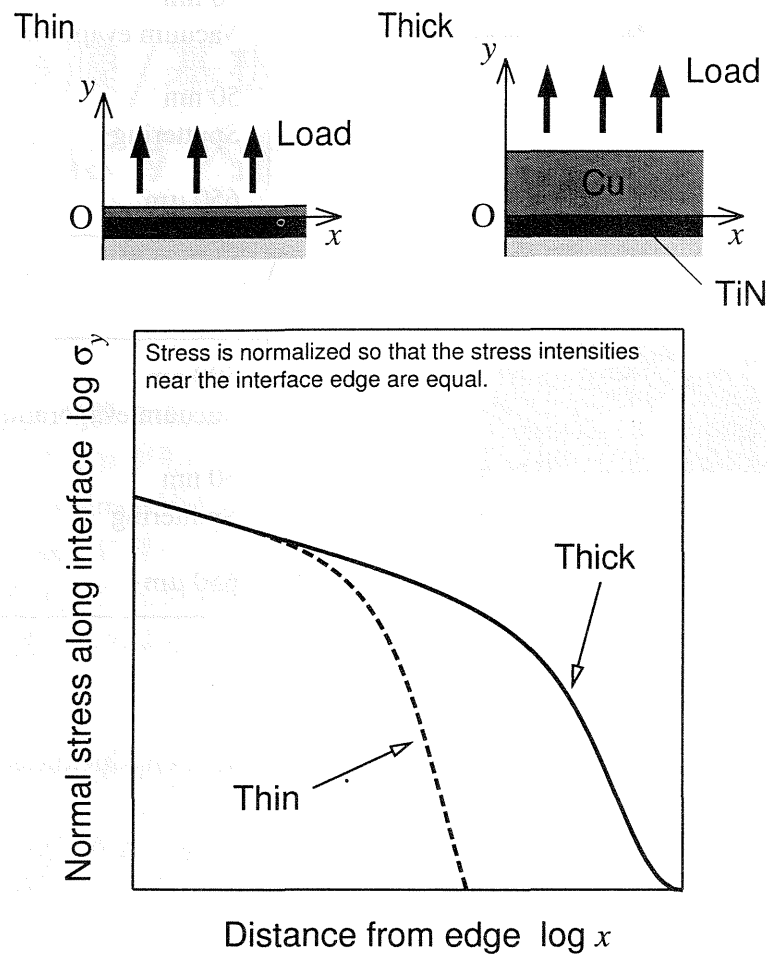 Thin
Thick
y
Load
y
Load
Cu
O
x
O
x
TiN
Normal stress along interface log σy
Stress is normalized so that the stress intensities
near the interface edge are equal.
Thick
Thin
Distance from edge log x